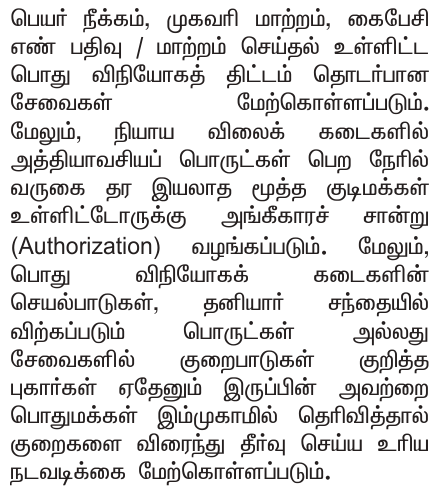 பெயர் நீக்கம், முகவரி மாற்றம், கைபேசி
எண் பதிவு / மாற்றம் செய்தல் உள்ளிட்ட
பொது விநியோகத் திட்டம் தொடர்பான
சேவைகள் மேற்கொள்ளப்படும்.
மேலும், நியாய விலைக் கடைகளில்
அத்தியாவசியப் பொருட்கள் பெற நேரில்
வருகை தர இயலாத மூத்த குடிமக்கள்
உள்ளிட்டோருக்கு அங்கீகாரச் சான்று
(Authorization) வழங்கப்படும். மேலும்,
பொது விநியோகக் கடைகளின்
செயல்பாடுகள், தனியார் சந்தையில்
விற்கப்படும் பொருட்கள் அல்லது
சேவைகளில் குறைபாடுகள் குறித்த
புகார்கள் ஏதேனும் இருப்பின் அவற்றை
பொதுமக்கள் இம்முகாமில் தெரிவித்தால்
குறைகளை விரைந்து தீர்வு செய்ய உரிய
நடவடிக்கை மேற்கொள்ளப்படும்.